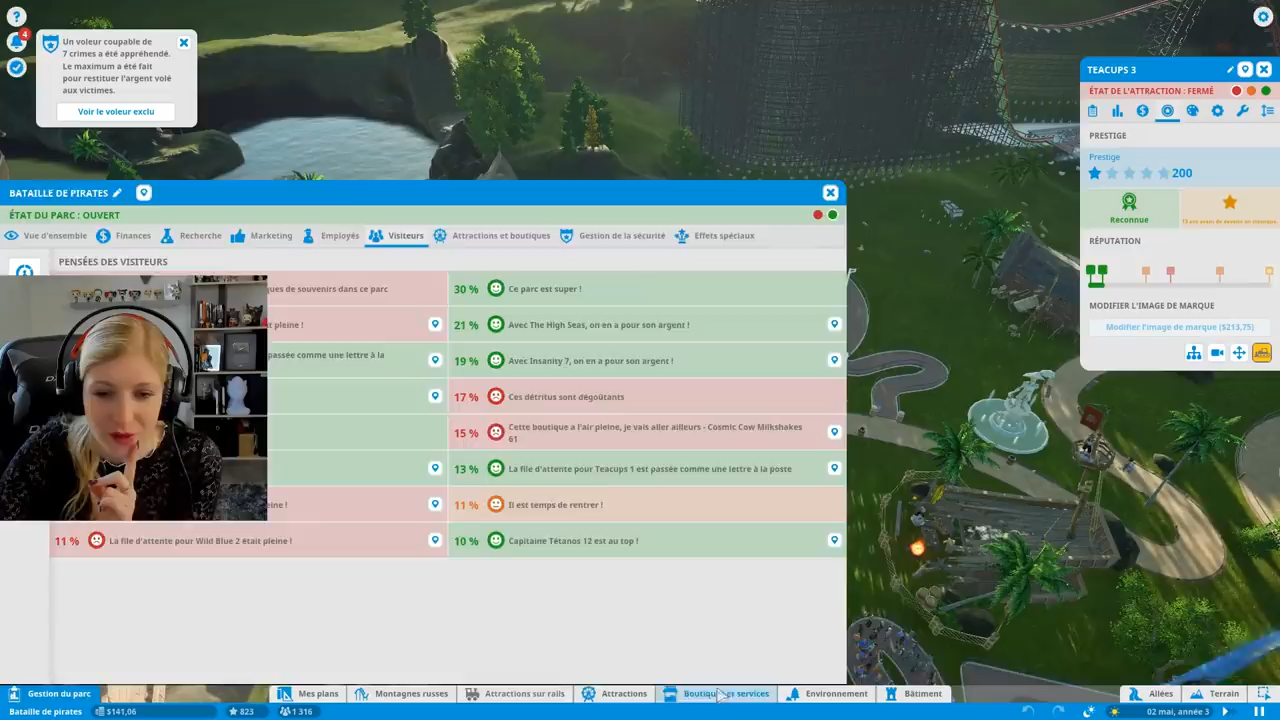 ?
4
Un voleur coupable de
7 crimes a été appréhendé.
Le maximum a été fait
pour restituer l'argent volé
aux victimes.
Voir le voleur exclu
TEACUPS 3
ÉTAT DE L'ATTRACTION : FERMÉ
PRESTIGE
Prestige
200
Reconnue
RÉPUTATION
MODIFIER L'IMAGE DE MARQUE
Modifier l'image de marque ($213,75)
BATAILLE DE PIRATES
ÉTAT DU PARC : OUVERT
Vue d'ensemble
Finances
Recherche
Marketing
Employés
Visiteurs
Attractions et boutiques
Gestion de la sécurité
Effets spéciaux
PENSÉES DES VISITEURS
ques de souvenirs dans ce parc
30 % Ce parc est super !
t pleine !
21 % Avec The High Seas, on en a pour son argent !
passée comme une lettre à la
19 % Avec Insanity 7, on en a pour son argent !
17 % Ces détritus sont dégoûtants
15 % Cette boutique a l'air pleine, je vais aller ailleurs - Cosmic Cow Milkshakes
61
13 % La file d'attente pour Teacups 1 est passée comme une lettre à la poste
eine !
11 % Il est temps de rentrer !
11 % La file d'attente pour Wild Blue 2 était pleine !
10 % Capitaine Tétanos 12 est au top !
Gestion du parc
Mes plans
Montagnes russes
Attractions sur rails
Attractions
Environnement
Bâtiment
Allées
Terrain
Bataille de pirates
$141,06
823
1 316
02 mai, année 3